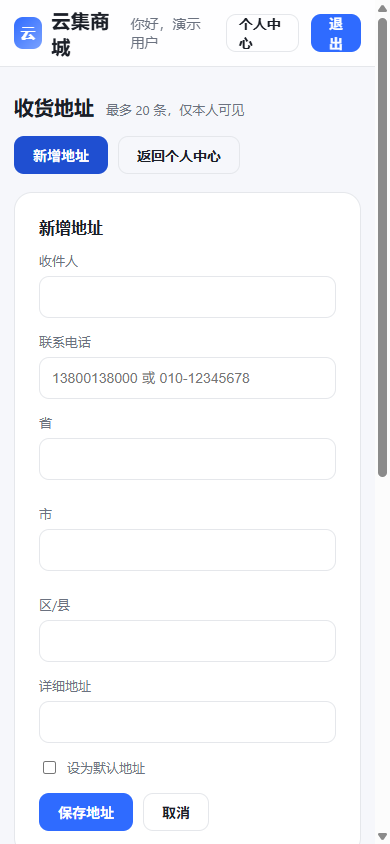 云
云集商
城
你好，演示
用户
个人中
心
退
出
收货地址
最多 20 条，仅本人可见
新增地址
返回个人中心
新增地址
收件人
联系电话
13800138000 或 010-12345678
省
市
区/县
详细地址
设为默认地址
保存地址
取消